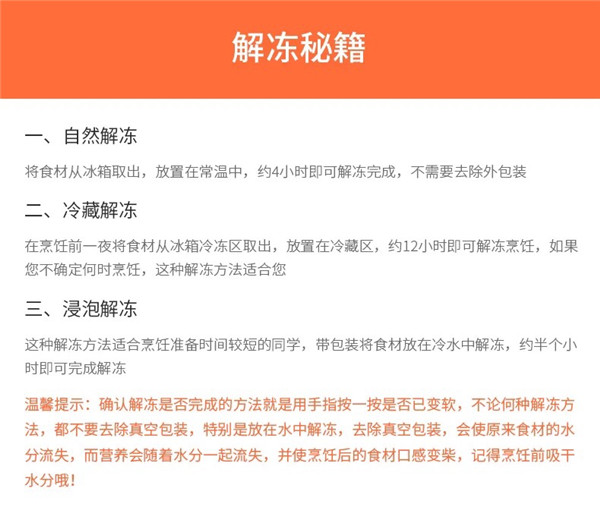 解冻秘籍
一、自然解冻
将食材从冰箱取出，放置在常温中，约4小时即可解冻完成，不需要去除外包装
二、冷藏解冻
在烹饪前一夜将食材从冰箱冷冻区取出，放置在冷藏区，约12小时即可解冻烹饪，如果
您不确定何时烹饪，这种解冻方法适合您
三、浸泡解冻
这种解冻方法适合烹饪准备时间较短的同学，带包装将食材放在冷水中解冻，约半个小
时即可完成解冻
温馨提示：确认解冻是否完成的方法就是用手指按一按是否已变软，不论何种解冻方
法，都不要去除真空包装，特别是放在水中解冻，去除真空包装，会使原来食材的水
分流失，而营养会随着水分一起流失，并使烹饪后的食材口感变柴，记得烹饪前吸干
水分哦！